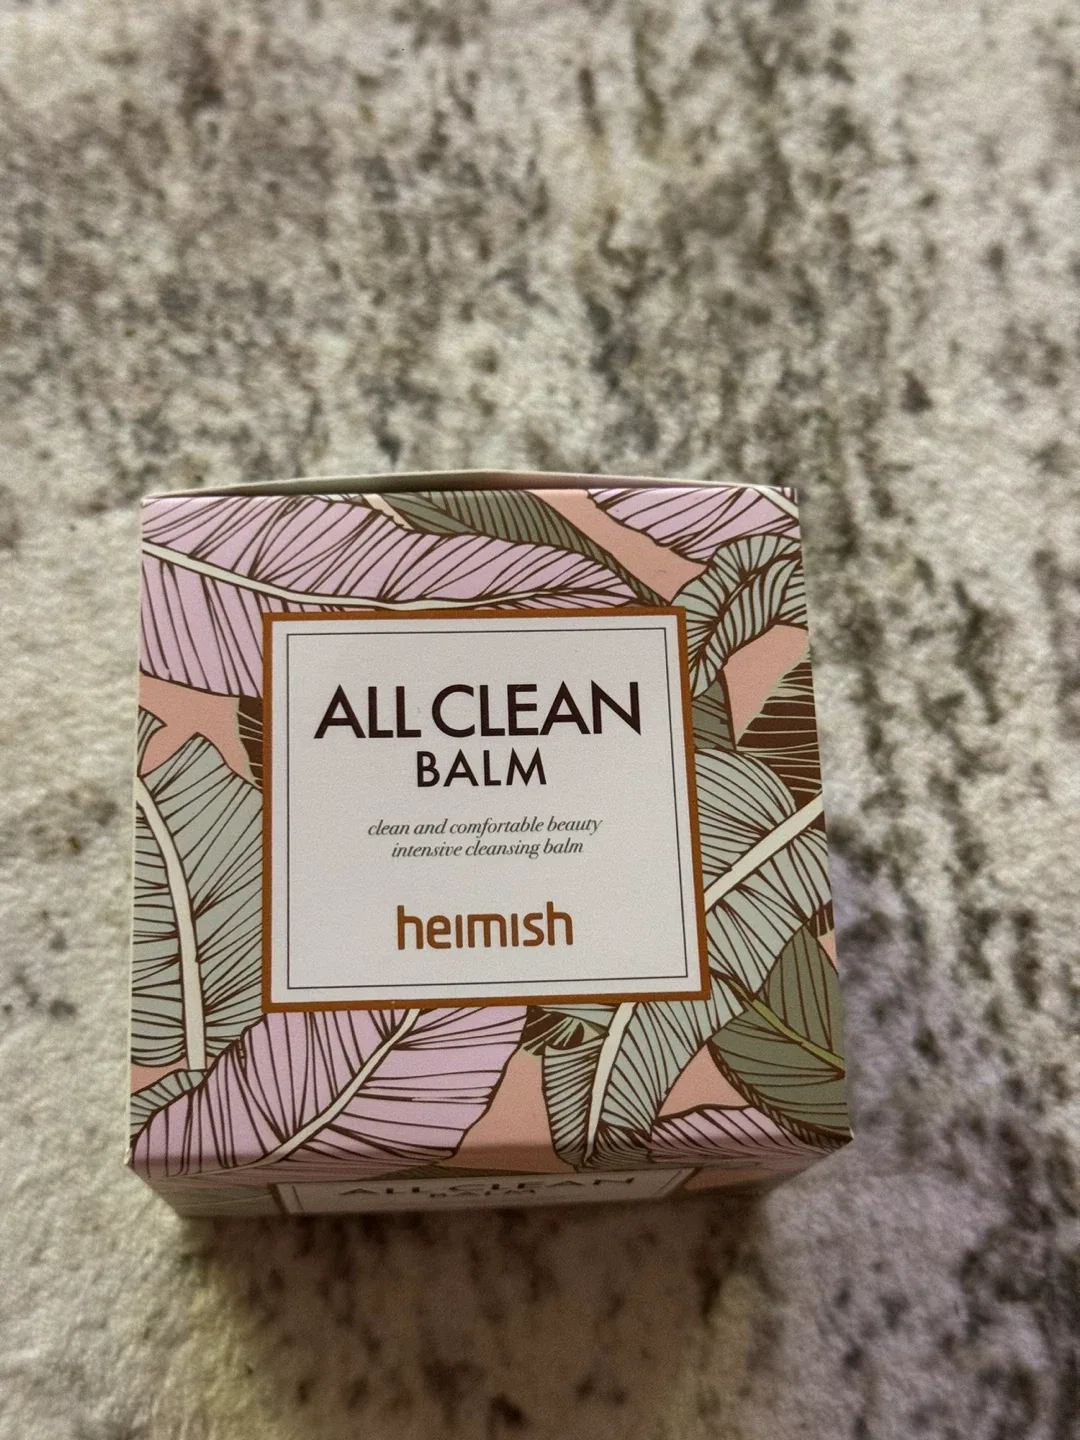 ALL CLEAN
BALM
clean and comfortable beauty
intensive cleansing balm
heimish
ALL CLEAN
BALM